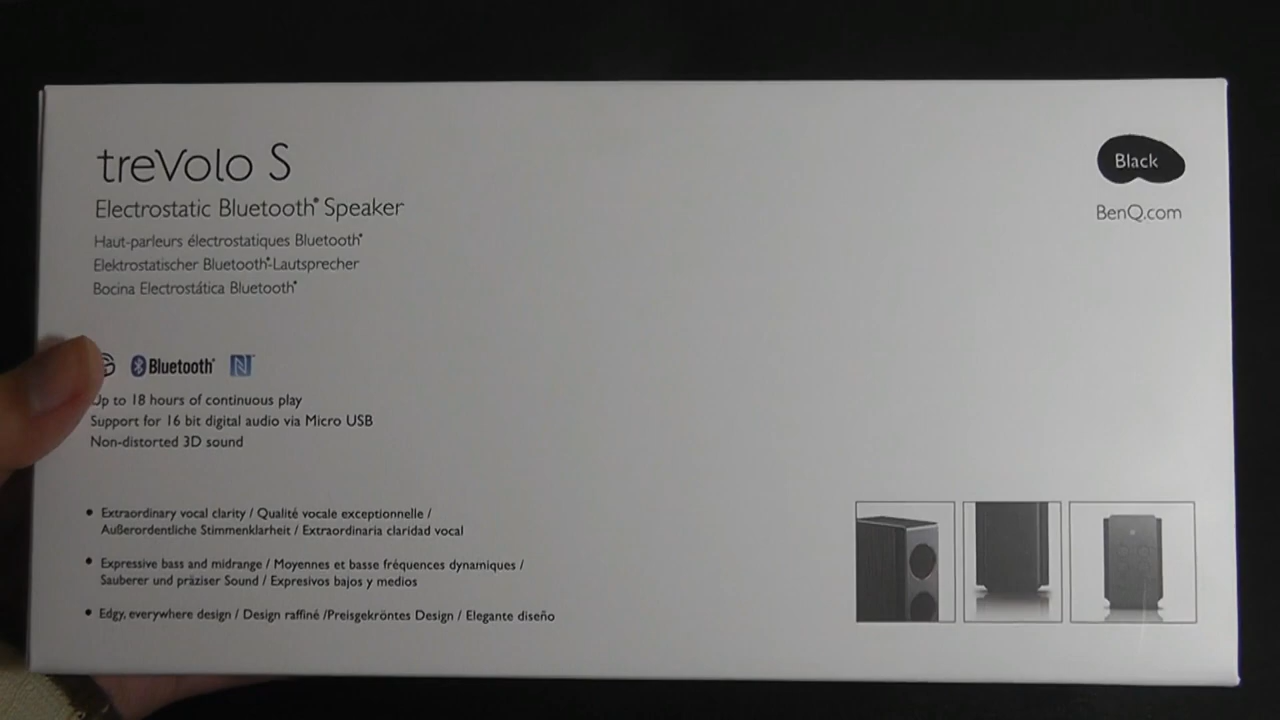 treVolo S
Electrostatic Bluetooth® Speaker
Haut-parleurs électrostatiques Bluetooth®
Elektrostatischer Bluetooth®-Lautsprecher
Bocina Electrostática Bluetooth®
Black
BenQ.com
Bluetooth®
Up to 18 hours of continuous play
Support for 16 bit digital audio via Micro USB
Non-distorted 3D sound
• Extraordinary vocal clarity / Qualité vocale exceptionnelle /
Außerordentliche Stimmenklarheit / Extraordinaria claridad vocal
• Expressive bass and midrange / Moyennes et basse fréquences dynamiques /
Sauberer und präziser Sound / Expresivos bajos y medios
• Edgy, everywhere design / Design raffiné /Preisgekröntes Design / Elegante diseño